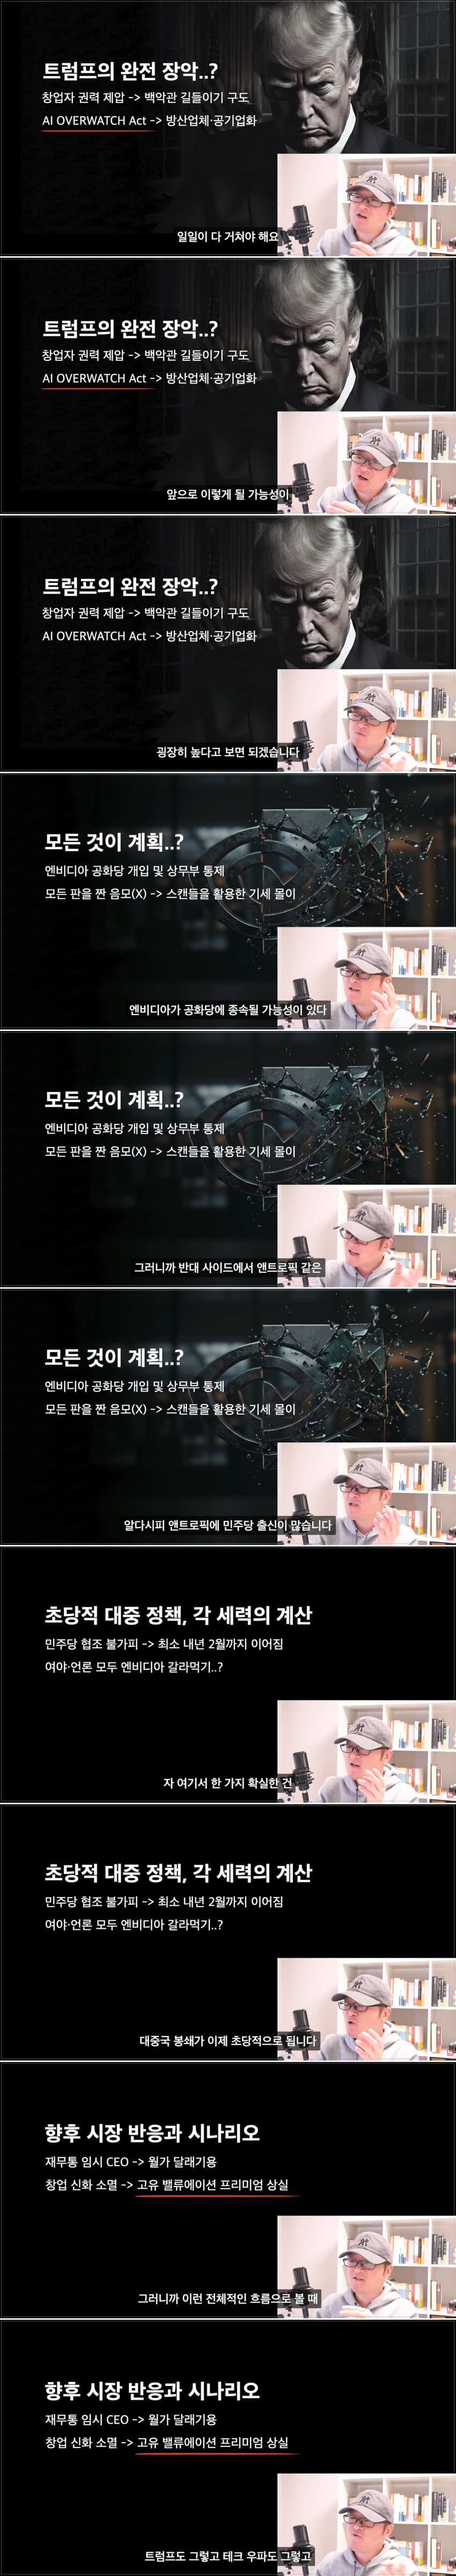 트럼프의 완전 장악..?
창업자 권력 제압 -> 백악관 길들이기 구도
AI OVERWATCH Act -> 방산업체·공기업화
일일이 다 거쳐야 해요
트럼프의 완전 장악..?
창업자 권력 제압 -> 백악관 길들이기 구도
AI OVERWATCH Act -> 방산업체·공기업화
앞으로 이렇게 될 가능성이
트럼프의 완전 장악..?
창업자 권력 제압 -> 백악관 길들이기 구도
AI OVERWATCH Act -> 방산업체·공기업화
굉장히 높다고 보면 되겠습니다
모든 것이 계획..?
엔비디아 공화당 개입 및 상무부 통제
모든 판을 짠 음모(X) -> 스캔들을 활용한 기세 몰이
엔비디아가 공화당에 종속될 가능성이 있다
모든 것이 계획..?
엔비디아 공화당 개입 및 상무부 통제
모든 판을 짠 음모(X) -> 스캔들을 활용한 기세 몰이
그러니까 반대 사이드에서 앤트로픽 같은
모든 것이 계획..?
엔비디아 공화당 개입 및 상무부 통제
모든 판을 짠 음모(X) -> 스캔들을 활용한 기세 몰이
알다시피 앤트로픽에 민주당 출신이 많습니다
초당적 대중 정책, 각 세력의 계산
민주당 협조 불가피 -> 최소 내년 2월까지 이어짐
여야·언론 모두 엔비디아 갈라먹기..?
자 여기서 한 가지 확실한 건
초당적 대중 정책, 각 세력의 계산
민주당 협조 불가피 -> 최소 내년 2월까지 이어짐
여야·언론 모두 엔비디아 갈라먹기..?
대중국 봉쇄가 이제 초당적으로 됩니다
향후 시장 반응과 시나리오
재무통 임시 CEO -> 월가 달래기용
창업 신화 소멸 -> 고유 밸류에이션 프리미엄 상실
그러니까 이런 전체적인 흐름으로 볼 때
향후 시장 반응과 시나리오
재무통 임시 CEO -> 월가 달래기용
창업 신화 소멸 -> 고유 밸류에이션 프리미엄 상실
트럼프도 그렇고 테크 우파도 그렇고